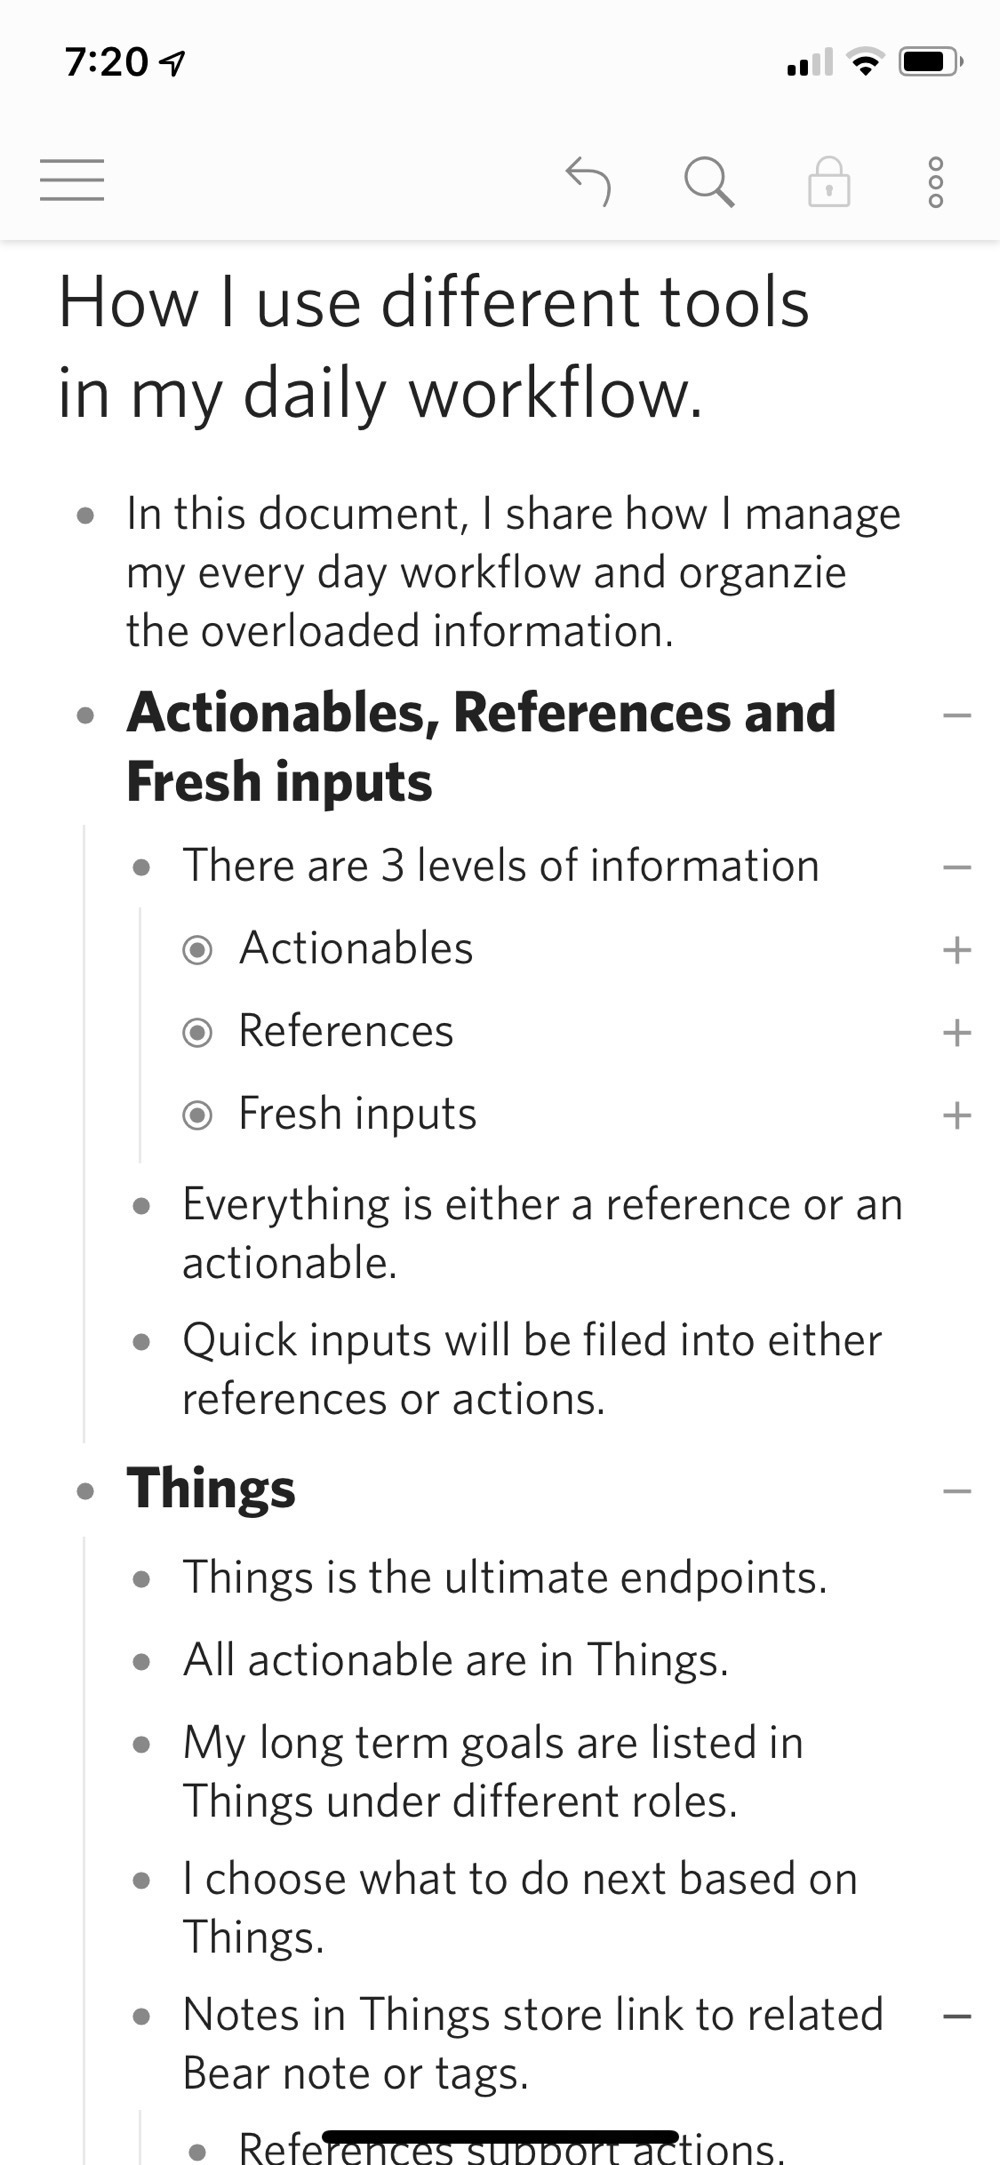 7:20
How I use different tools
in my daily workflow.
In this document, I share how I manage
my every day workflow and organzie
the overloaded information.
Actionables, References and
Fresh inputs
There are 3 levels of information
Actionables
References
Fresh inputs
Everything is either a reference or an
actionable.
Quick inputs will be filed into either
references or actions.
Things
Things is the ultimate endpoints.
All actionable are in Things.
My long term goals are listed in
Things under different roles.
I choose what to do next based on
Things.
Notes in Things store link to related
Bear note or tags.
References support actions.